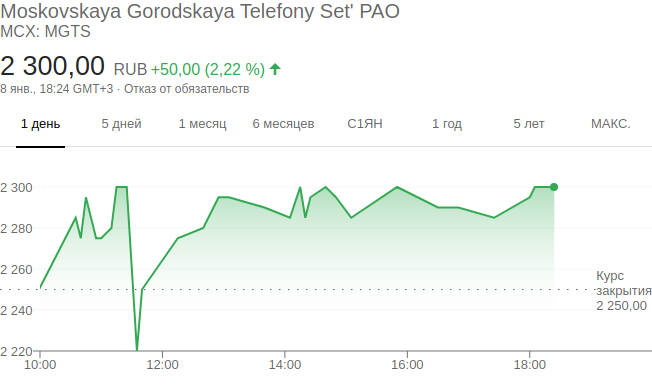 Moskovskaya Gorodskaya Telefony Set' PAO
MCX: MGTS
2 300,00 RUB +50,00 (2,22 %)
8 янв., 18:24 GMT+3 · Отказ от обязательств
1 день 5 дней 1 месяц 6 месяцев С1ЯН 1 год 5 лет МАКС.
2 300
2 280
2 260
Курс
закрытия
2 250,00
2 240
2 220
10:00 12:00 14:00 16:00 18:00